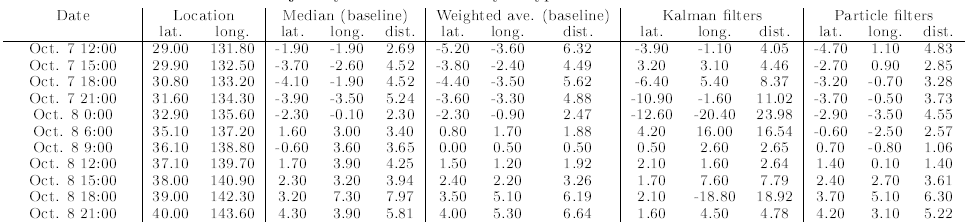 Date Location Median (baseline) Weighted ave. (baseline) Kalman filters Particle filters
lat. long. lat. long. dist. lat. long. dist. lat. long. dist. lat. long. dist.
Oct. 7 12:00 29.00 131.80 -1.90 -1.90 2.69 -5.20 -3.60 6.32 -3.90 -1.10 4.05 -4.70 1.10 4.83
Oct. 7 15:00 29.90 132.50 -3.70 -2.60 4.52 -3.80 -2.40 4.49 3.20 3.10 4.46 -2.70 0.90 2.85
Oct. 7 18:00 30.80 133.20 -4.10 -1.90 4.52 -4.40 -3.50 5.62 -6.40 5.40 8.37 -3.20 -0.70 3.28
Oct. 7 21:00 31.60 134.30 -3.90 -3.50 5.24 -3.60 -3.30 4.88 -10.90 -1.60 11.02 -3.70 -0.50 3.73
Oct. 8 0:00 32.90 135.60 -2.30 -0.10 2.30 -2.30 -0.90 2.47 -12.60 -20.40 23.98 -2.90 -3.50 4.55
Oct. 8 6:00 35.10 137.20 1.60 3.00 3.40 0.80 1.70 1.88 4.20 16.00 16.54 -0.60 -2.50 2.57
Oct. 8 9:00 36.10 138.80 -0.60 3.60 3.65 0.00 0.50 0.50 0.50 2.60 2.65 0.70 -0.80 1.06
Oct. 8 12:00 37.10 139.70 1.70 3.90 4.25 1.50 1.20 1.92 2.10 1.60 2.64 1.40 0.10 1.40
Oct. 8 15:00 38.00 140.90 2.30 3.20 3.94 2.40 2.20 3.26 1.70 7.60 7.79 2.40 2.70 3.61
Oct. 8 18:00 39.00 142.30 3.20 7.30 7.97 3.50 5.10 6.19 2.10 -18.80 18.92 3.70 5.10 6.30
Oct. 8 21:00 40.00 143.60 4.30 3.90 5.81 4.00 5.30 6.64 1.60 4.50 4.78 4.20 3.10 5.22